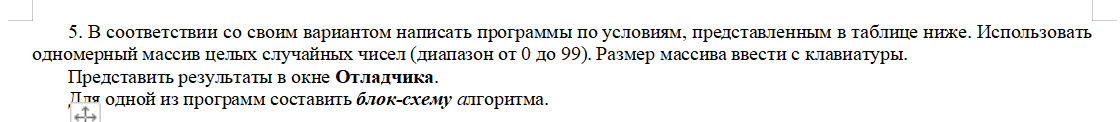 5. В соответствии со своим вариантом написать программы по условиям, представленным в таблице ниже. Использовать
одномерный массив целых случайных чисел (диапазон от 0 до 99). Размер массива ввести с клавиатуры.
Представить результаты в окне Отладчика.
Для одной из программ составить блок-схему алгоритма.